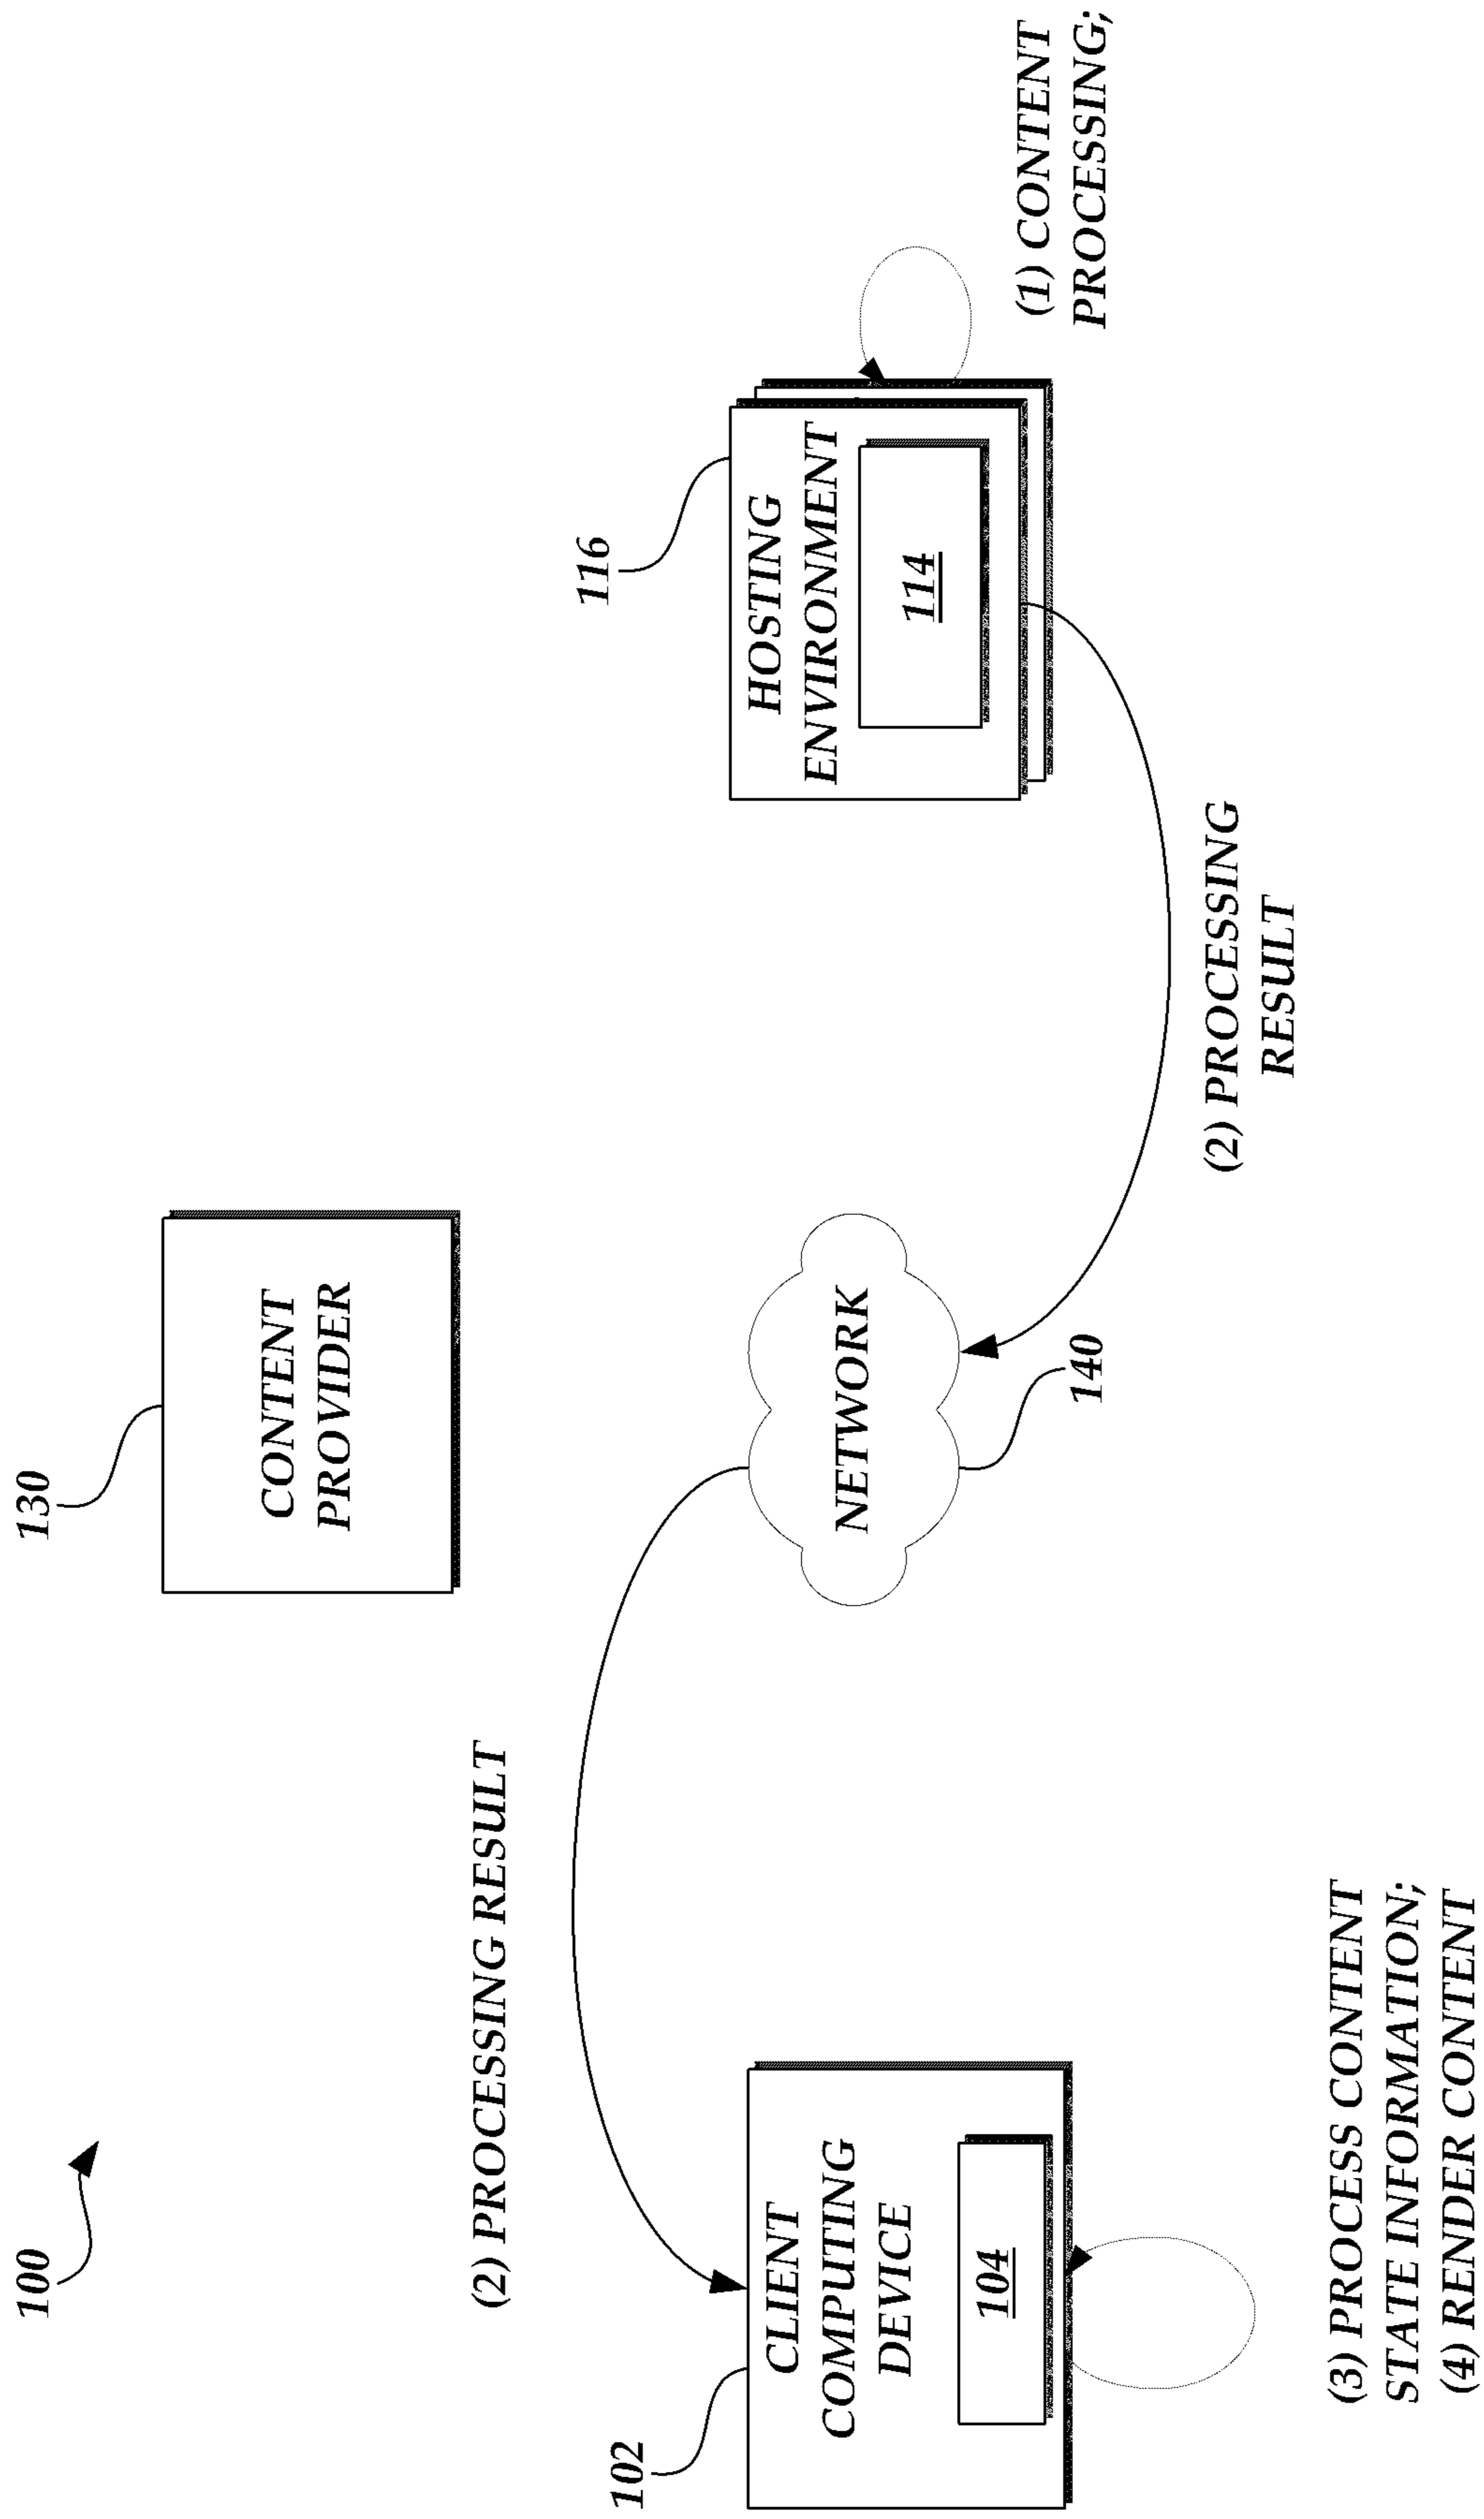 100
130
CONTENT
PROVIDER
(2) PROCESSING RESULT
116
HOSTING
ENVIRONMENT
114
102
CLIENT
COMPUTING
DEVICE
104
NETWORK
140
(1) CONTENT
PROCESSING;
(2) PROCESSING
RESULT
(3) PROCESS CONTENT
STATE INFORMATION;
(4) RENDER CONTENT